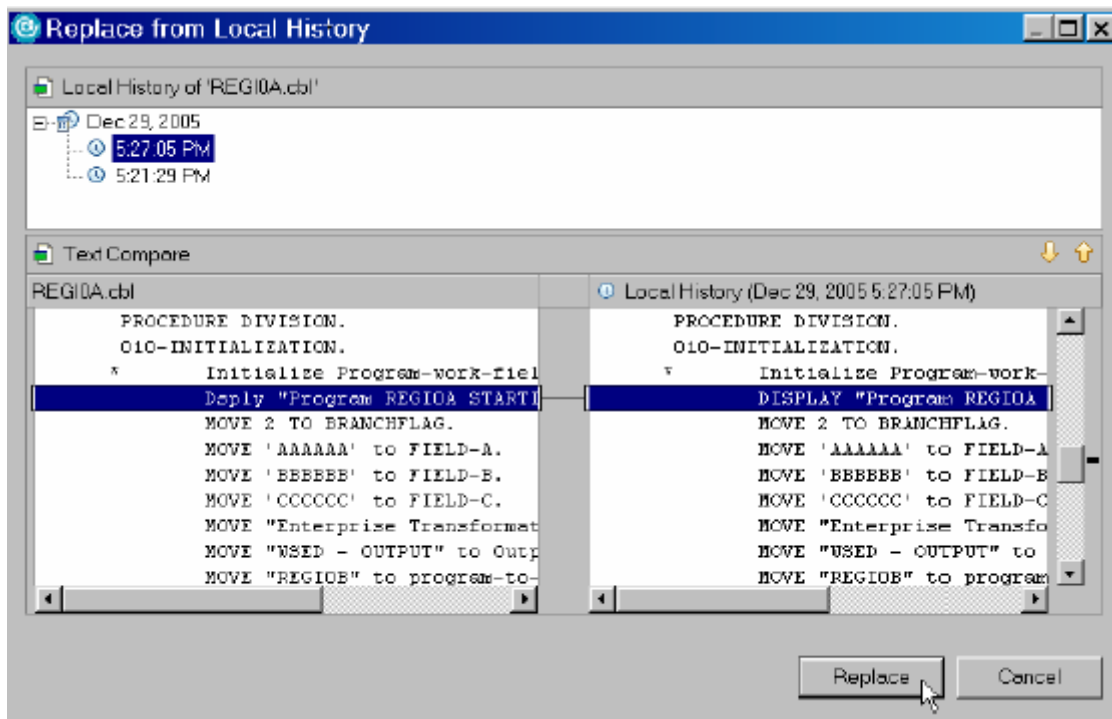 Replace from Local History
Local History of 'REGI0A.cbl'
Dec 29, 2005
5:27:05 PM
5:21:29 PM
Text Compare
REGI0A.cbl
Local History (Dec 29, 2005 5:27:05 PM)
PROCEDURE DIVISION.
010-INITIALIZATION.
* Initialize Program-work-fiel
Dsply "Program REGI0A STARTI
MOVE 2 TO BRANCHFLAG.
MOVE 'AAAAAA' to FIELD-A.
MOVE 'BBBBBB' to FIELD-B.
MOVE 'CCCCCC' to FIELD-C.
MOVE "Enterprise Transformat
MOVE "WSED - OUTPUT" to Outp
MOVE "REGI0B" to program-to-
PROCEDURE DIVISION.
010-INITIALIZATION.
* Initialize Program-work-
DISPLAY "Program REGI0A
MOVE 2 TO BRANCHFLAG.
MOVE 'AAAAAA' to FIELD-A
MOVE 'BBBBBB' to FIELD-B
MOVE 'CCCCCC' to FIELD-C
MOVE "Enterprise Transfo
MOVE "WSED - OUTPUT" to
MOVE "REGI0B" to program
Replace
Cancel